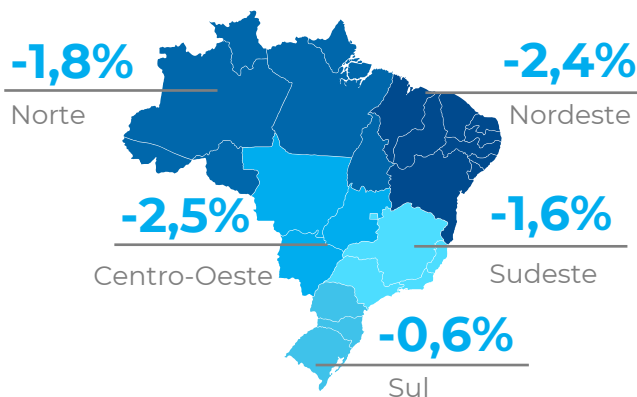 -1,8%
Norte
-2,4%
Nordeste
-2,5%
Centro-Oeste
-1,6%
Sudeste
-0,6%
Sul